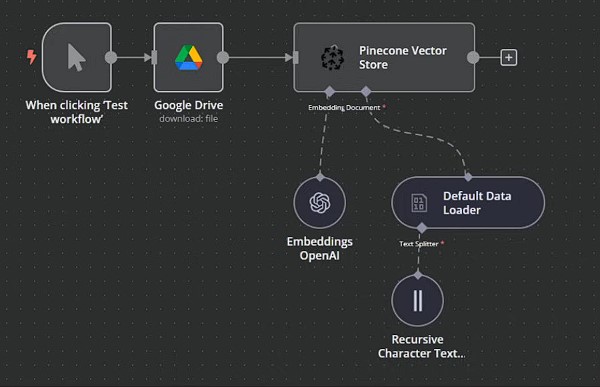 When clicking ‘Test
workflow’
Google Drive
download: file
Pinecone Vector
Store
Embedding Document *
Embeddings
OpenAI
Default Data
Loader
Text Splitter *
Recursive
Character Text...